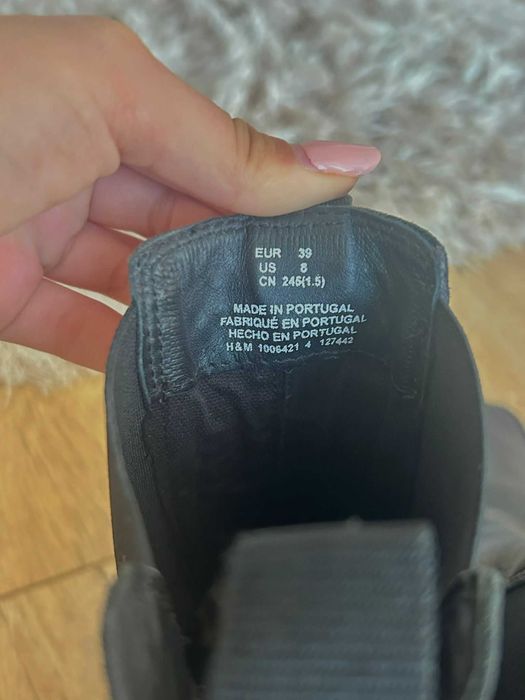 EUR 39
US 8
CN 245(1.5)
MADE IN PORTUGAL
FABRIQUÉ EN PORTUGAL
HECHO EN PORTUGAL
H&M 1006421 4 127442